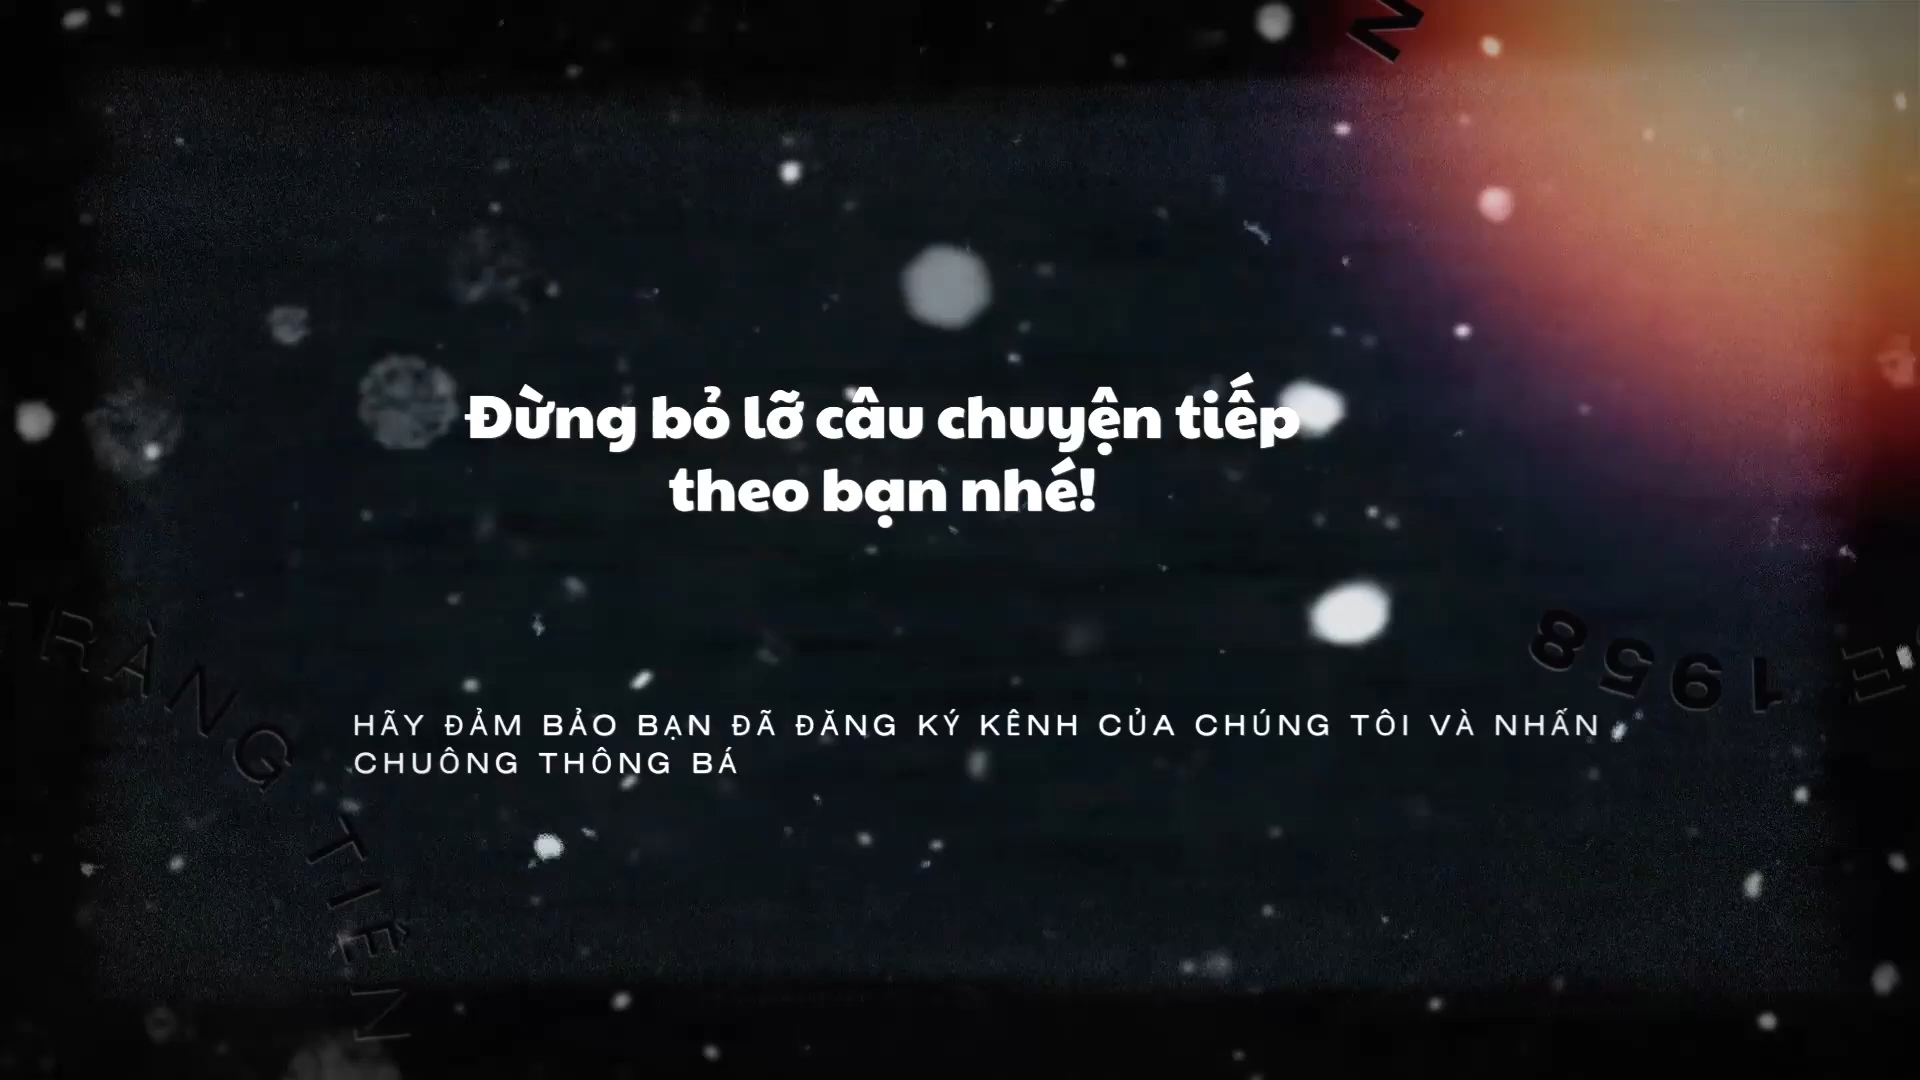 Đừng bỏ lỡ câu chuyện tiếp
theo bạn nhé!
1958
TRÀNG TIỀN
HÃY ĐẢM BẢO BẠN ĐÃ ĐĂNG KÝ KÊNH CỦA CHÚNG TÔI VÀ NHẤN
CHUÔNG THÔNG BÁ